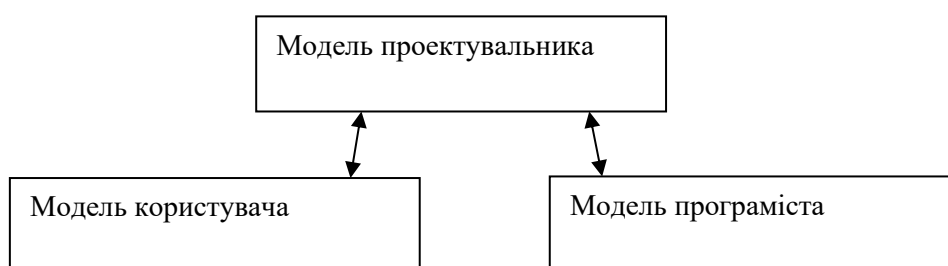 Модель проектувальника
Модель користувача
Модель програміста